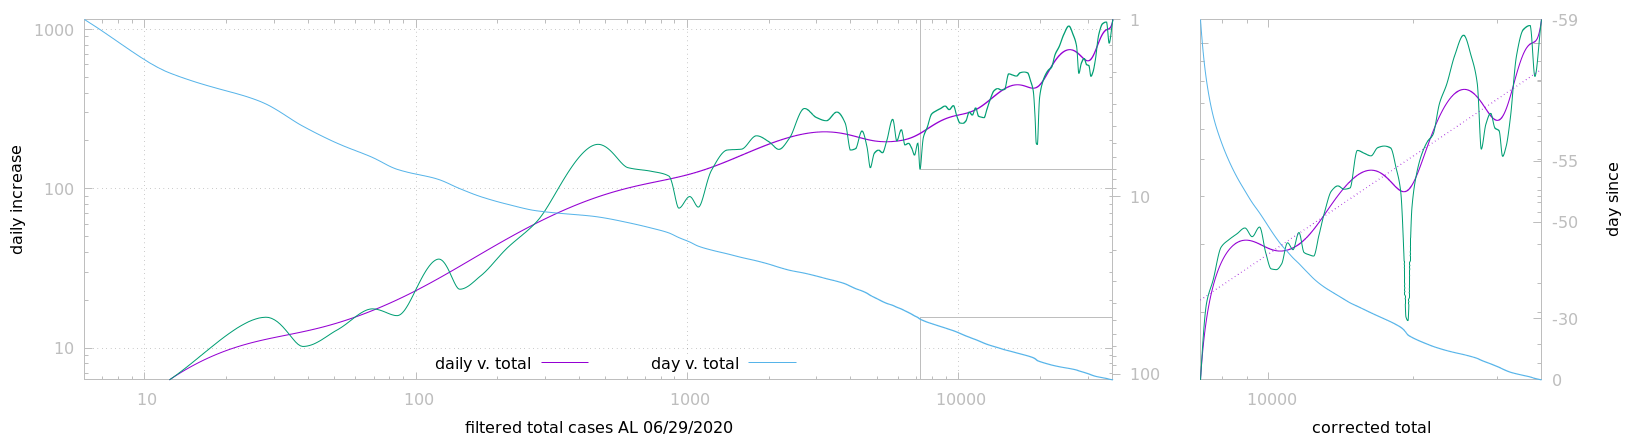 1000
100
10
daily increase
1
10
100
daily v. total
day v. total
10
100
1000
10000
filtered total cases AL 06/29/2020
-59
-55
-50
-30
0
day since
10000
corrected total